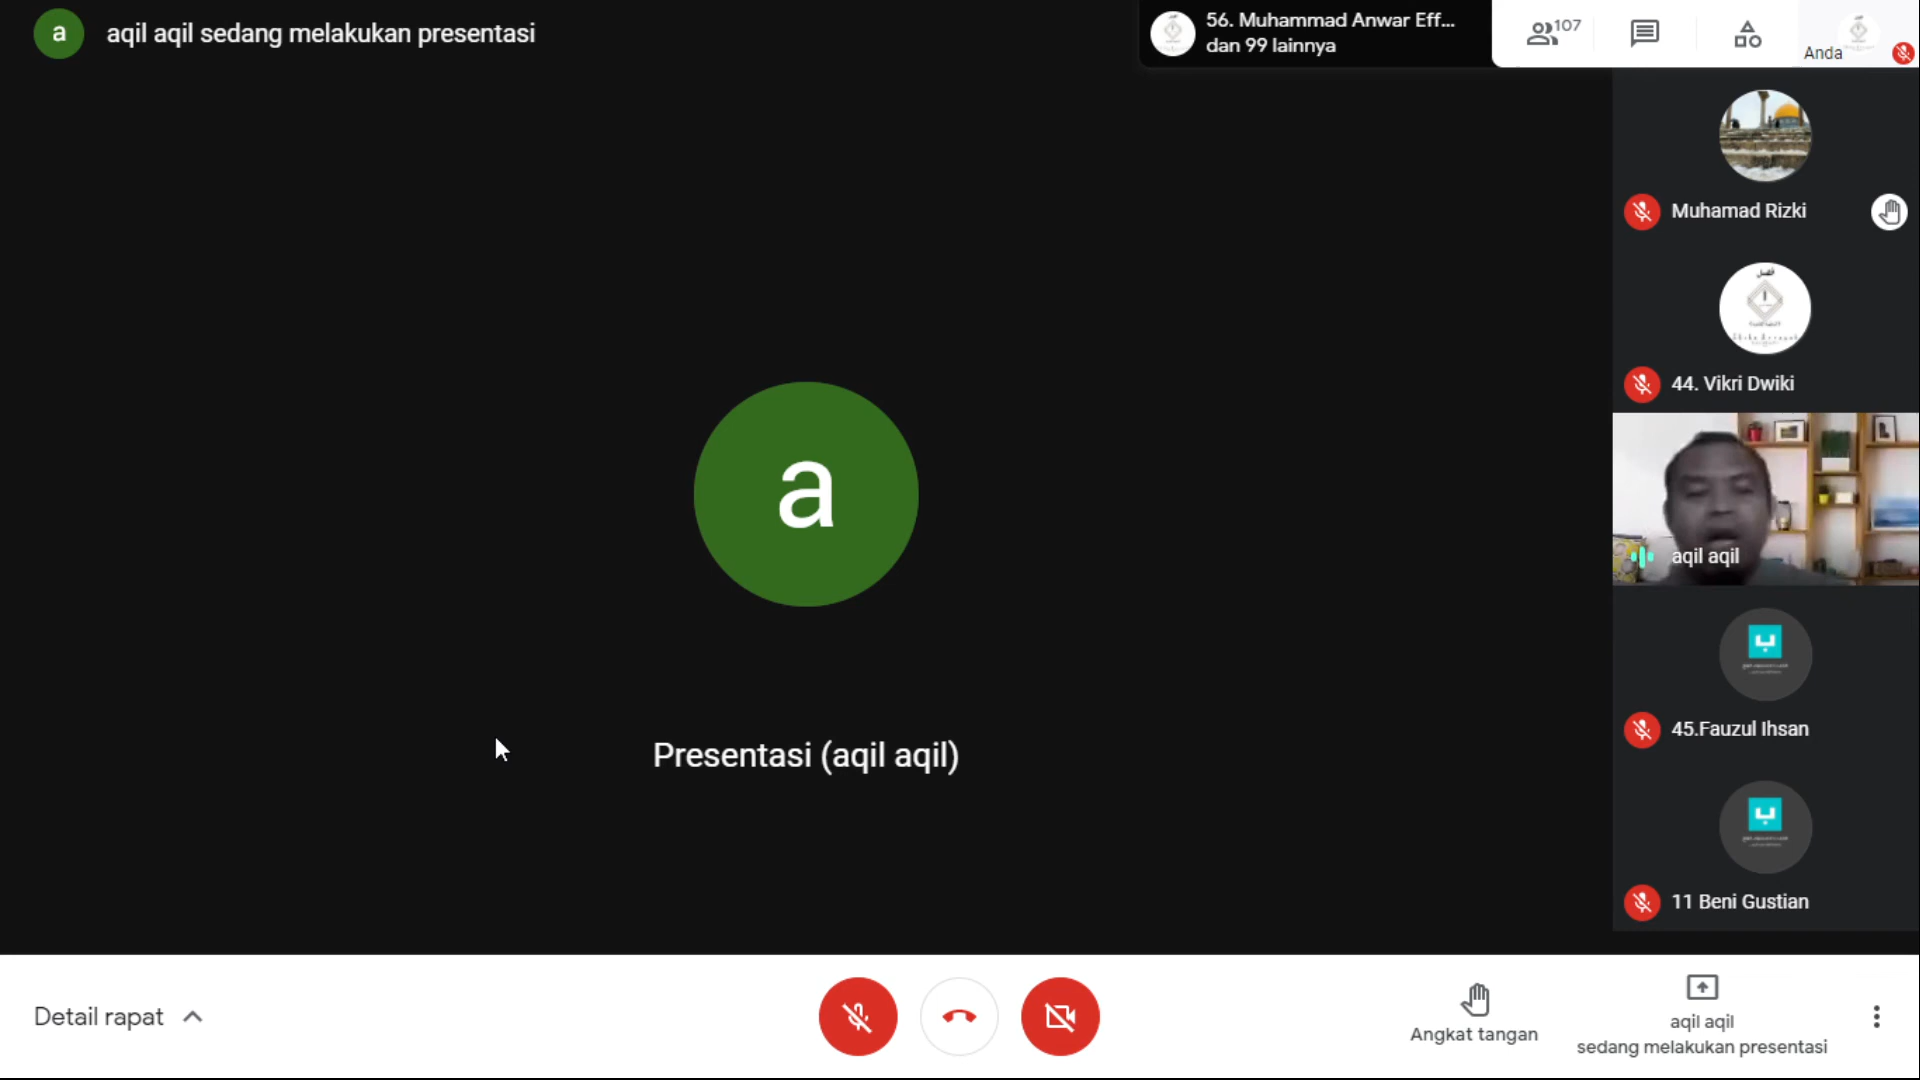 a
aqil aqil sedang melakukan presentasi
56. Muhammad Anwar Eff...
dan 99 lainnya
107
Anda
Muhamad Rizki
فصل
44. Vikri Dwiki
a
aqil aqil
Presentasi (aqil aqil)
45.Fauzul Ihsan
11 Beni Gustian
Detail rapat
Angkat tangan
aqil aqil
sedang melakukan presentasi